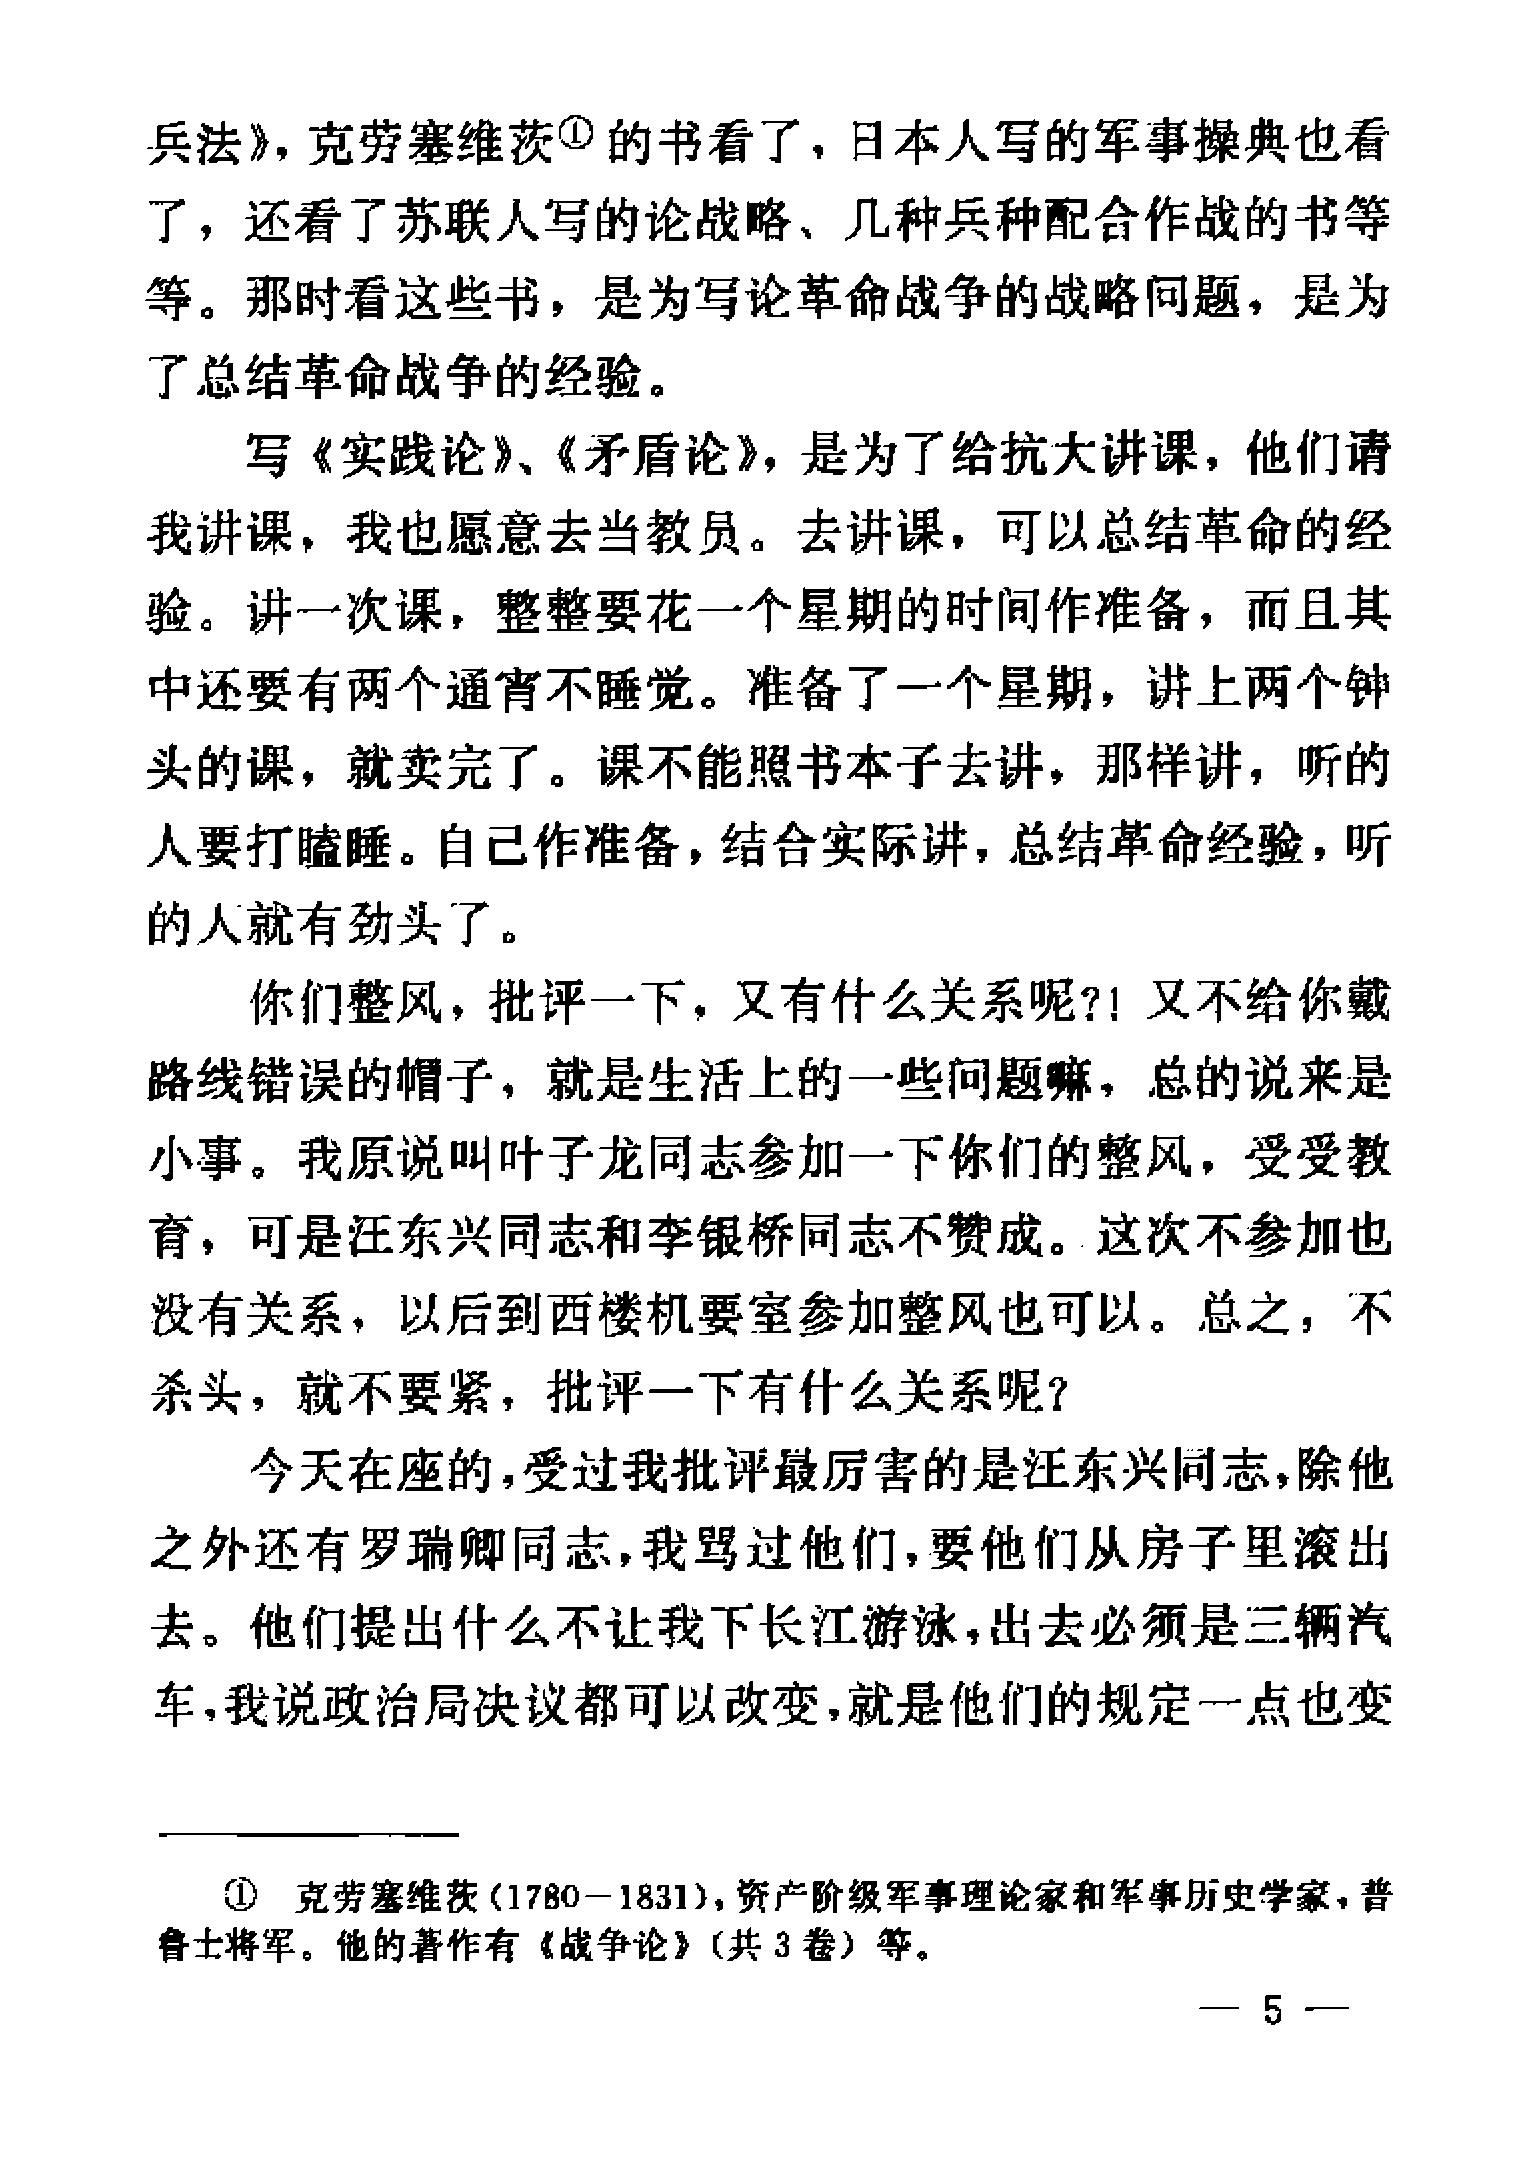 兵法》，克劳塞维茨①的书看了，日本人写的军事操典也看
了，还看了苏联人写的论战略、几种兵种配合作战的书等
等。那时看这些书，是为写论革命战争的战略问题，是为
了总结革命战争的经验。
写《实践论》、《矛盾论》，是为了给抗大讲课，他们请
我讲课，我也愿意去当教员。去讲课，可以总结革命的经
验。讲一次课，整整要花一个星期的时间作准备，而且其
中还要有两个通宵不睡觉。准备了一个星期，讲上两个钟
头的课，就卖完了。课不能照书本子去讲，那样讲，听的
人要打瞌睡。自己作准备，结合实际讲，总结革命经验，听
的人就有劲头了。
你们整风，批评一下，又有什么关系呢？！又不给你戴
路线错误的帽子，就是生活上的一些问题嘛，总的说来是
小事。我原说叫叶子龙同志参加一下你们的整风，受受教
育，可是汪东兴同志和李银桥同志不赞成。这次不参加也
没有关系，以后到西楼机要室参加整风也可以。总之，不
杀头，就不要紧，批评一下有什么关系呢？
今天在座的，受过我批评最厉害的是汪东兴同志，除他
之外还有罗瑞卿同志，我骂过他们，要他们从房子里滚出
去。他们提出什么不让我下长江游泳，出去必须是三辆汽
车，我说政治局决议都可以改变，就是他们的规定一点也变
① 克劳塞维茨（1780－1831），资产阶级军事理论家和军事历史学家，普
鲁士将军。他的著作有《战争论》（共 3 卷）等。
— 5 —